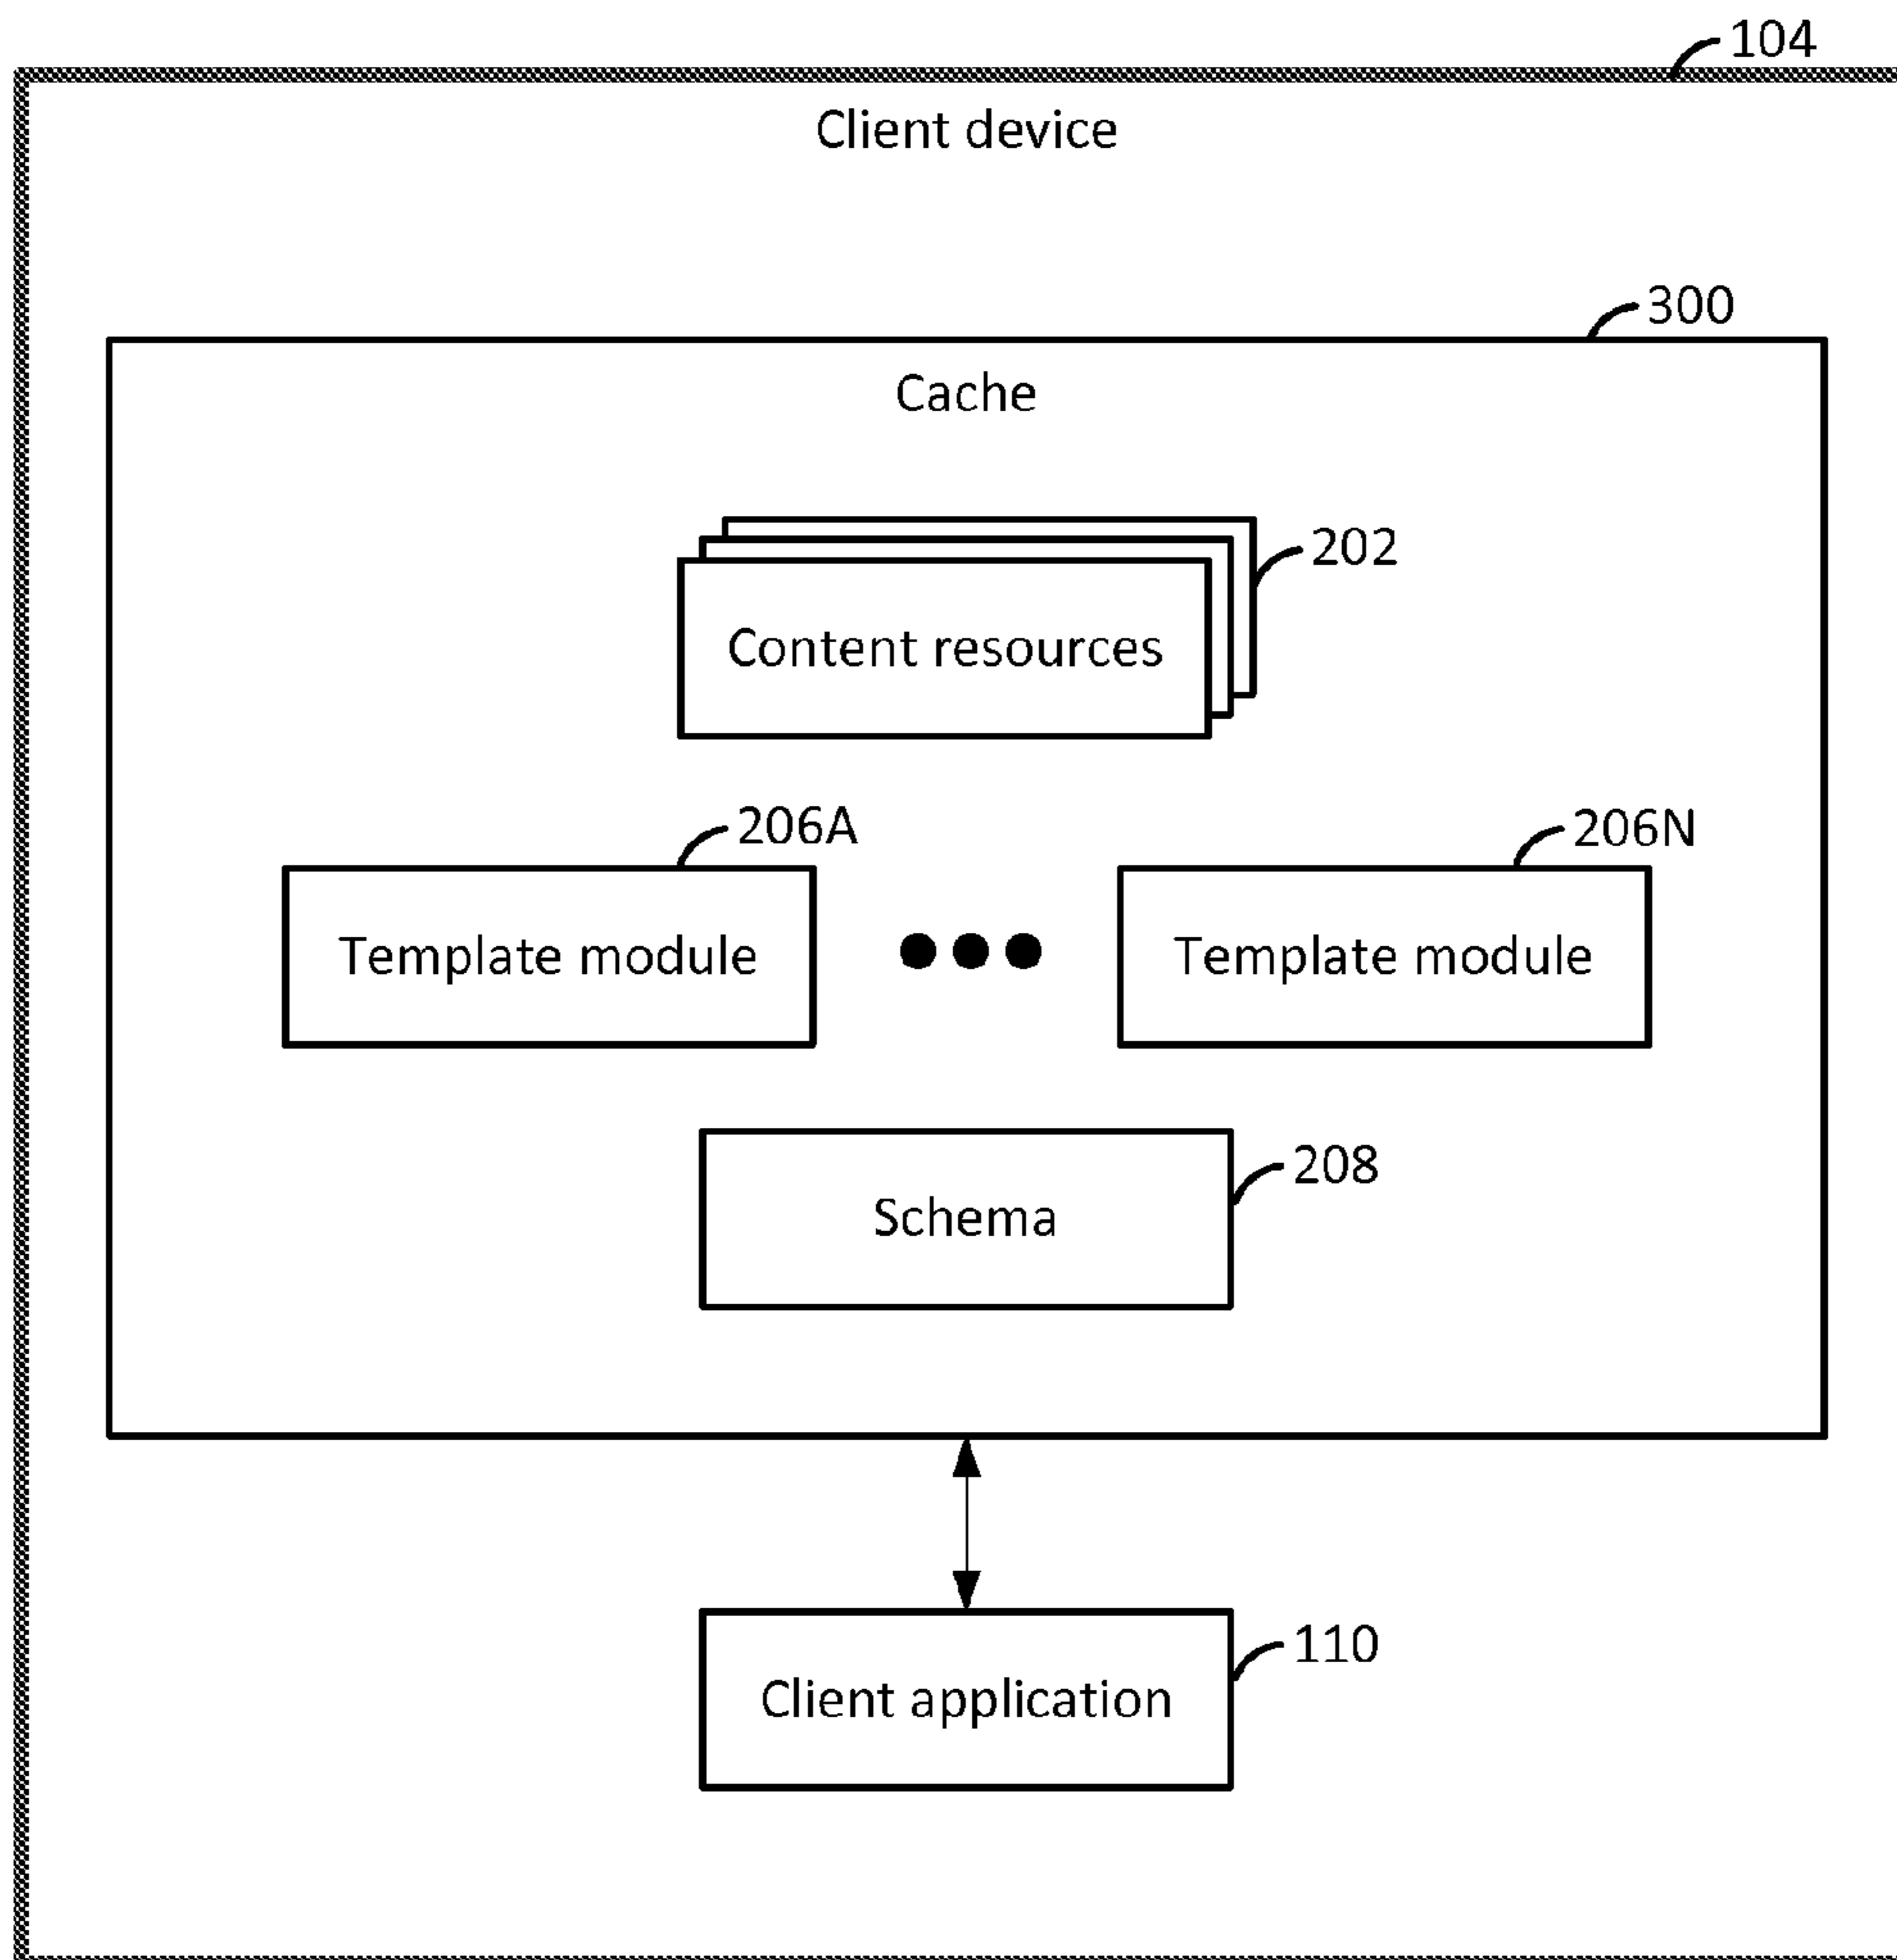 104
Client device
300
Cache
202
Content resources
206A
206N
Template module
Template module
208
Schema
110
Client application